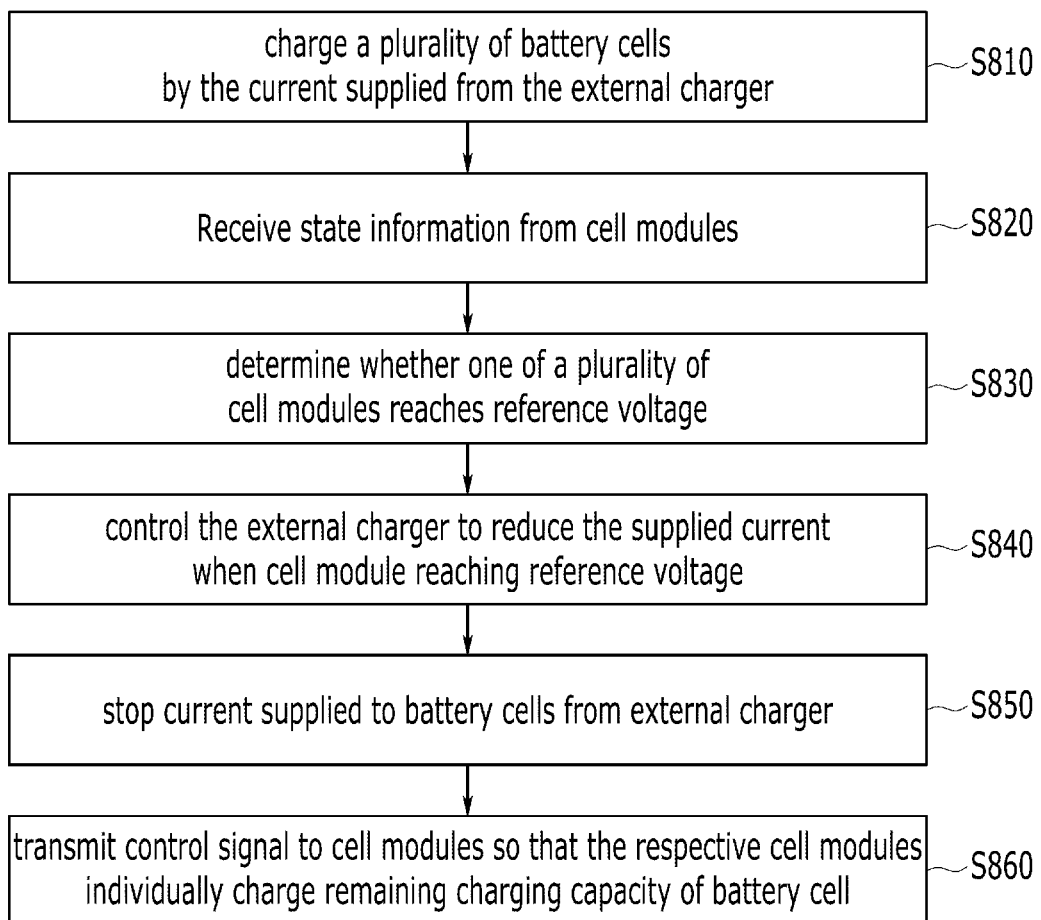 charge a plurality of battery cells
by the current supplied from the external charger
S810
Receive state information from cell modules
S820
determine whether one of a plurality of
cell modules reaches reference voltage
S830
control the external charger to reduce the supplied current
when cell module reaching reference voltage
S840
stop current supplied to battery cells from external charger
S850
transmit control signal to cell modules so that the respective cell modules
individually charge remaining charging capacity of battery cell
S860